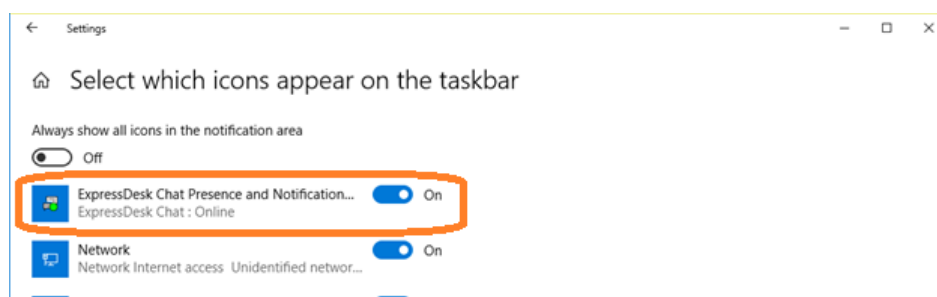 Settings
Select which icons appear on the taskbar
Always show all icons in the notification area
Off
ExpressDesk Chat Presence and Notification... On
ExpressDesk Chat : Online
Network On
Network Internet access Unidentified networ...